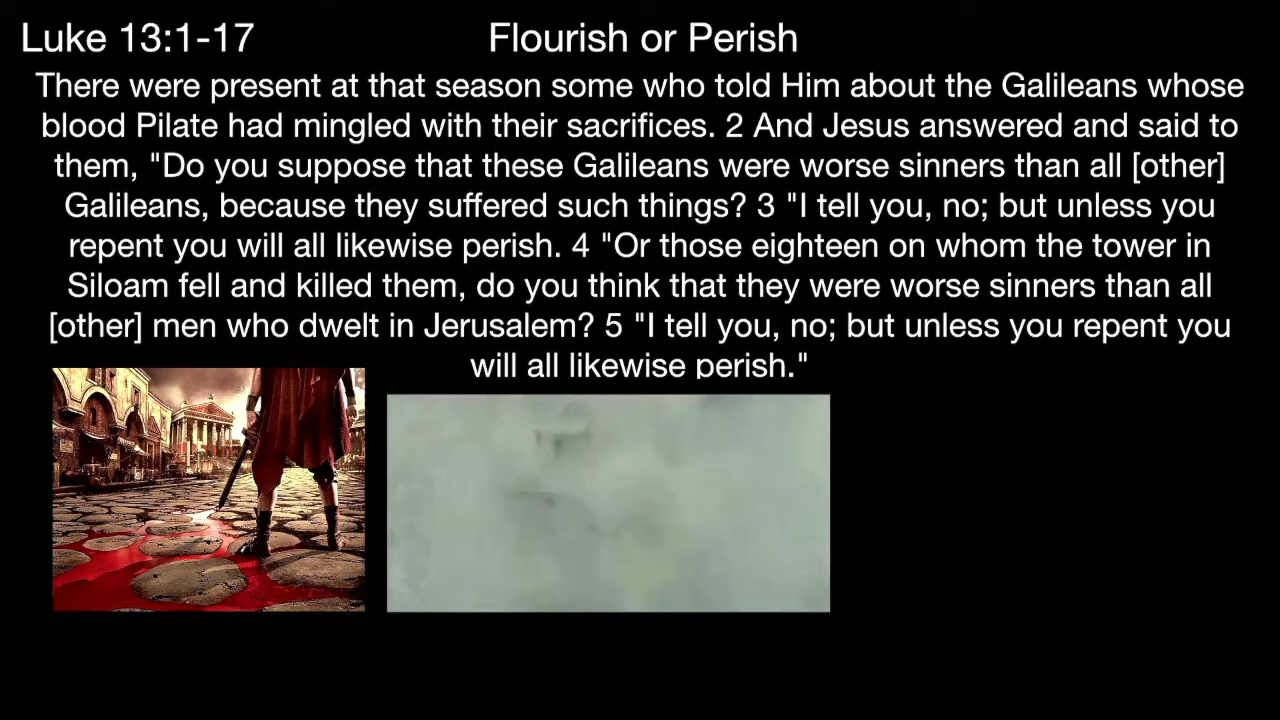 Luke 13:1-17
Flourish or Perish
There were present at that season some who told Him about the Galileans whose
blood Pilate had mingled with their sacrifices. 2 And Jesus answered and said to
them, "Do you suppose that these Galileans were worse sinners than all [other]
Galileans, because they suffered such things? 3 "I tell you, no; but unless you
repent you will all likewise perish. 4 "Or those eighteen on whom the tower in
Siloam fell and killed them, do you think that they were worse sinners than all
[other] men who dwelt in Jerusalem? 5 "I tell you, no; but unless you repent you
will all likewise perish."